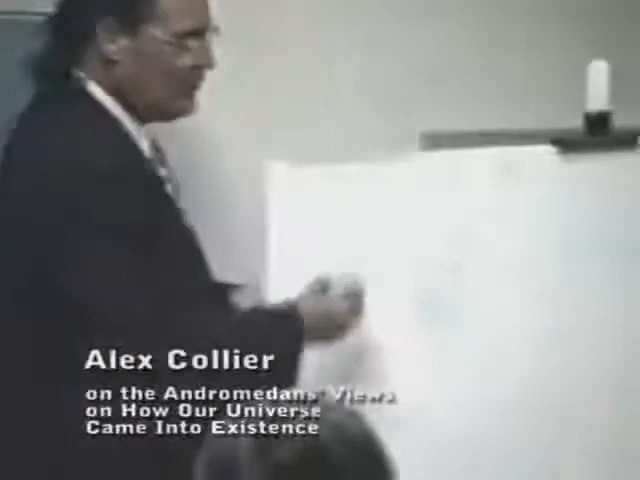 Alex Collier
on the Andromedans' Views
on How Our Universe
Came Into Existence